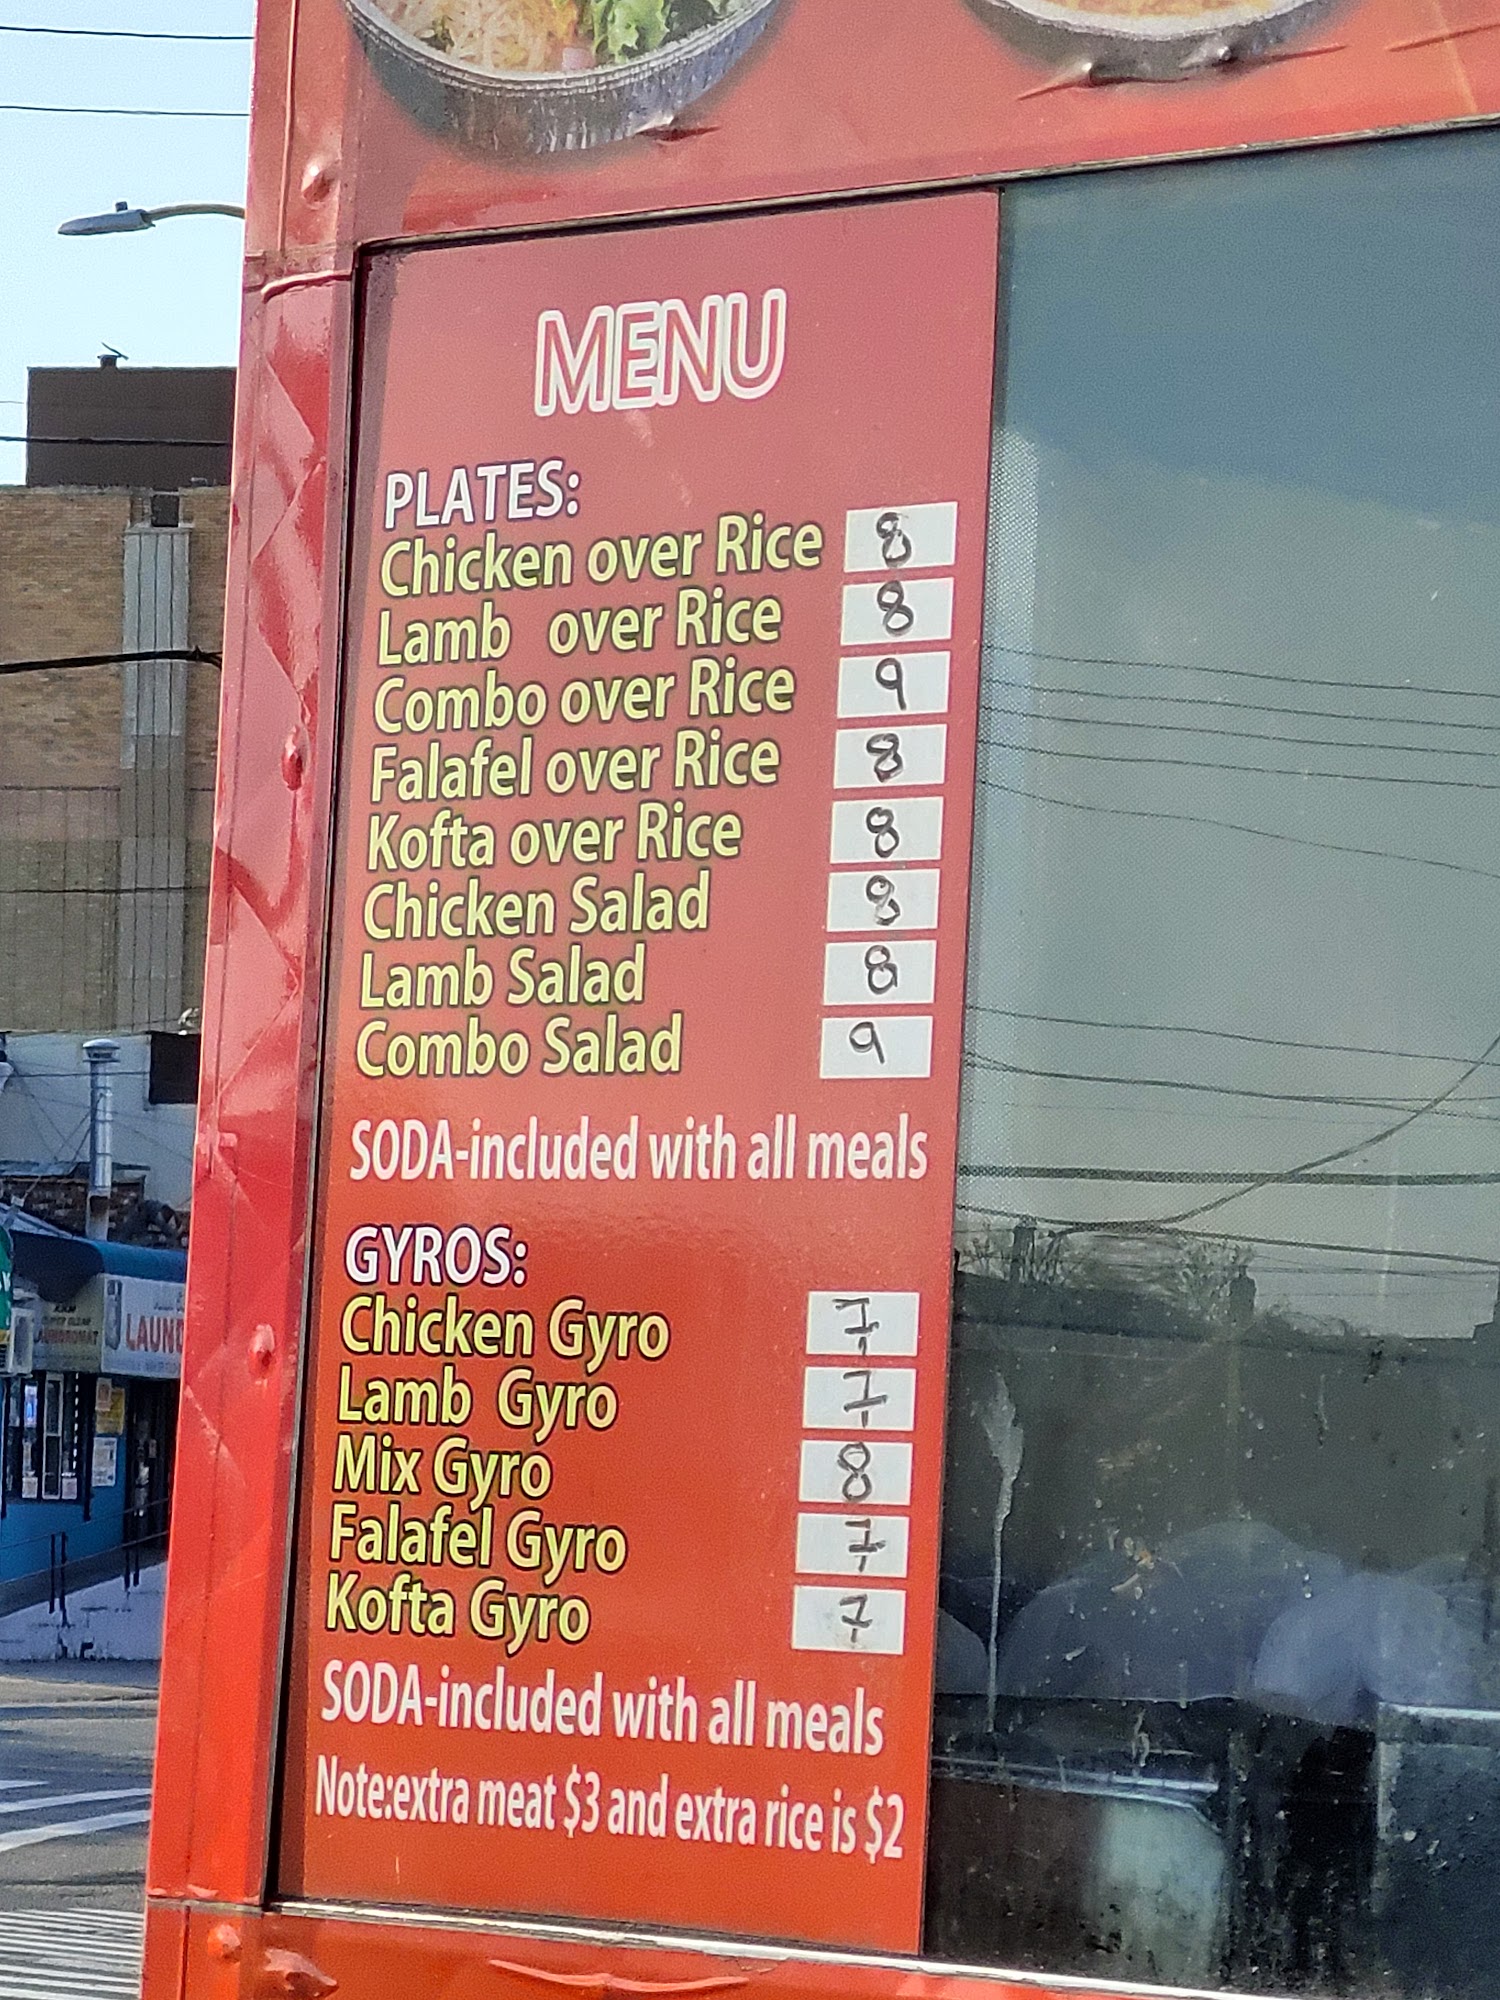 MENU
PLATES:
Chicken over Rice 8
Lamb over Rice 8
Combo over Rice 9
Falafel over Rice 8
Kofta over Rice 8
Chicken Salad 8
Lamb Salad 8
Combo Salad 9
SODA-included with all meals
GYROS:
Chicken Gyro 7
Lamb Gyro 7
Mix Gyro 8
Falafel Gyro 7
Kofta Gyro 7
SODA-included with all meals
Note:extra meat $3 and extra rice is $2
LAUND